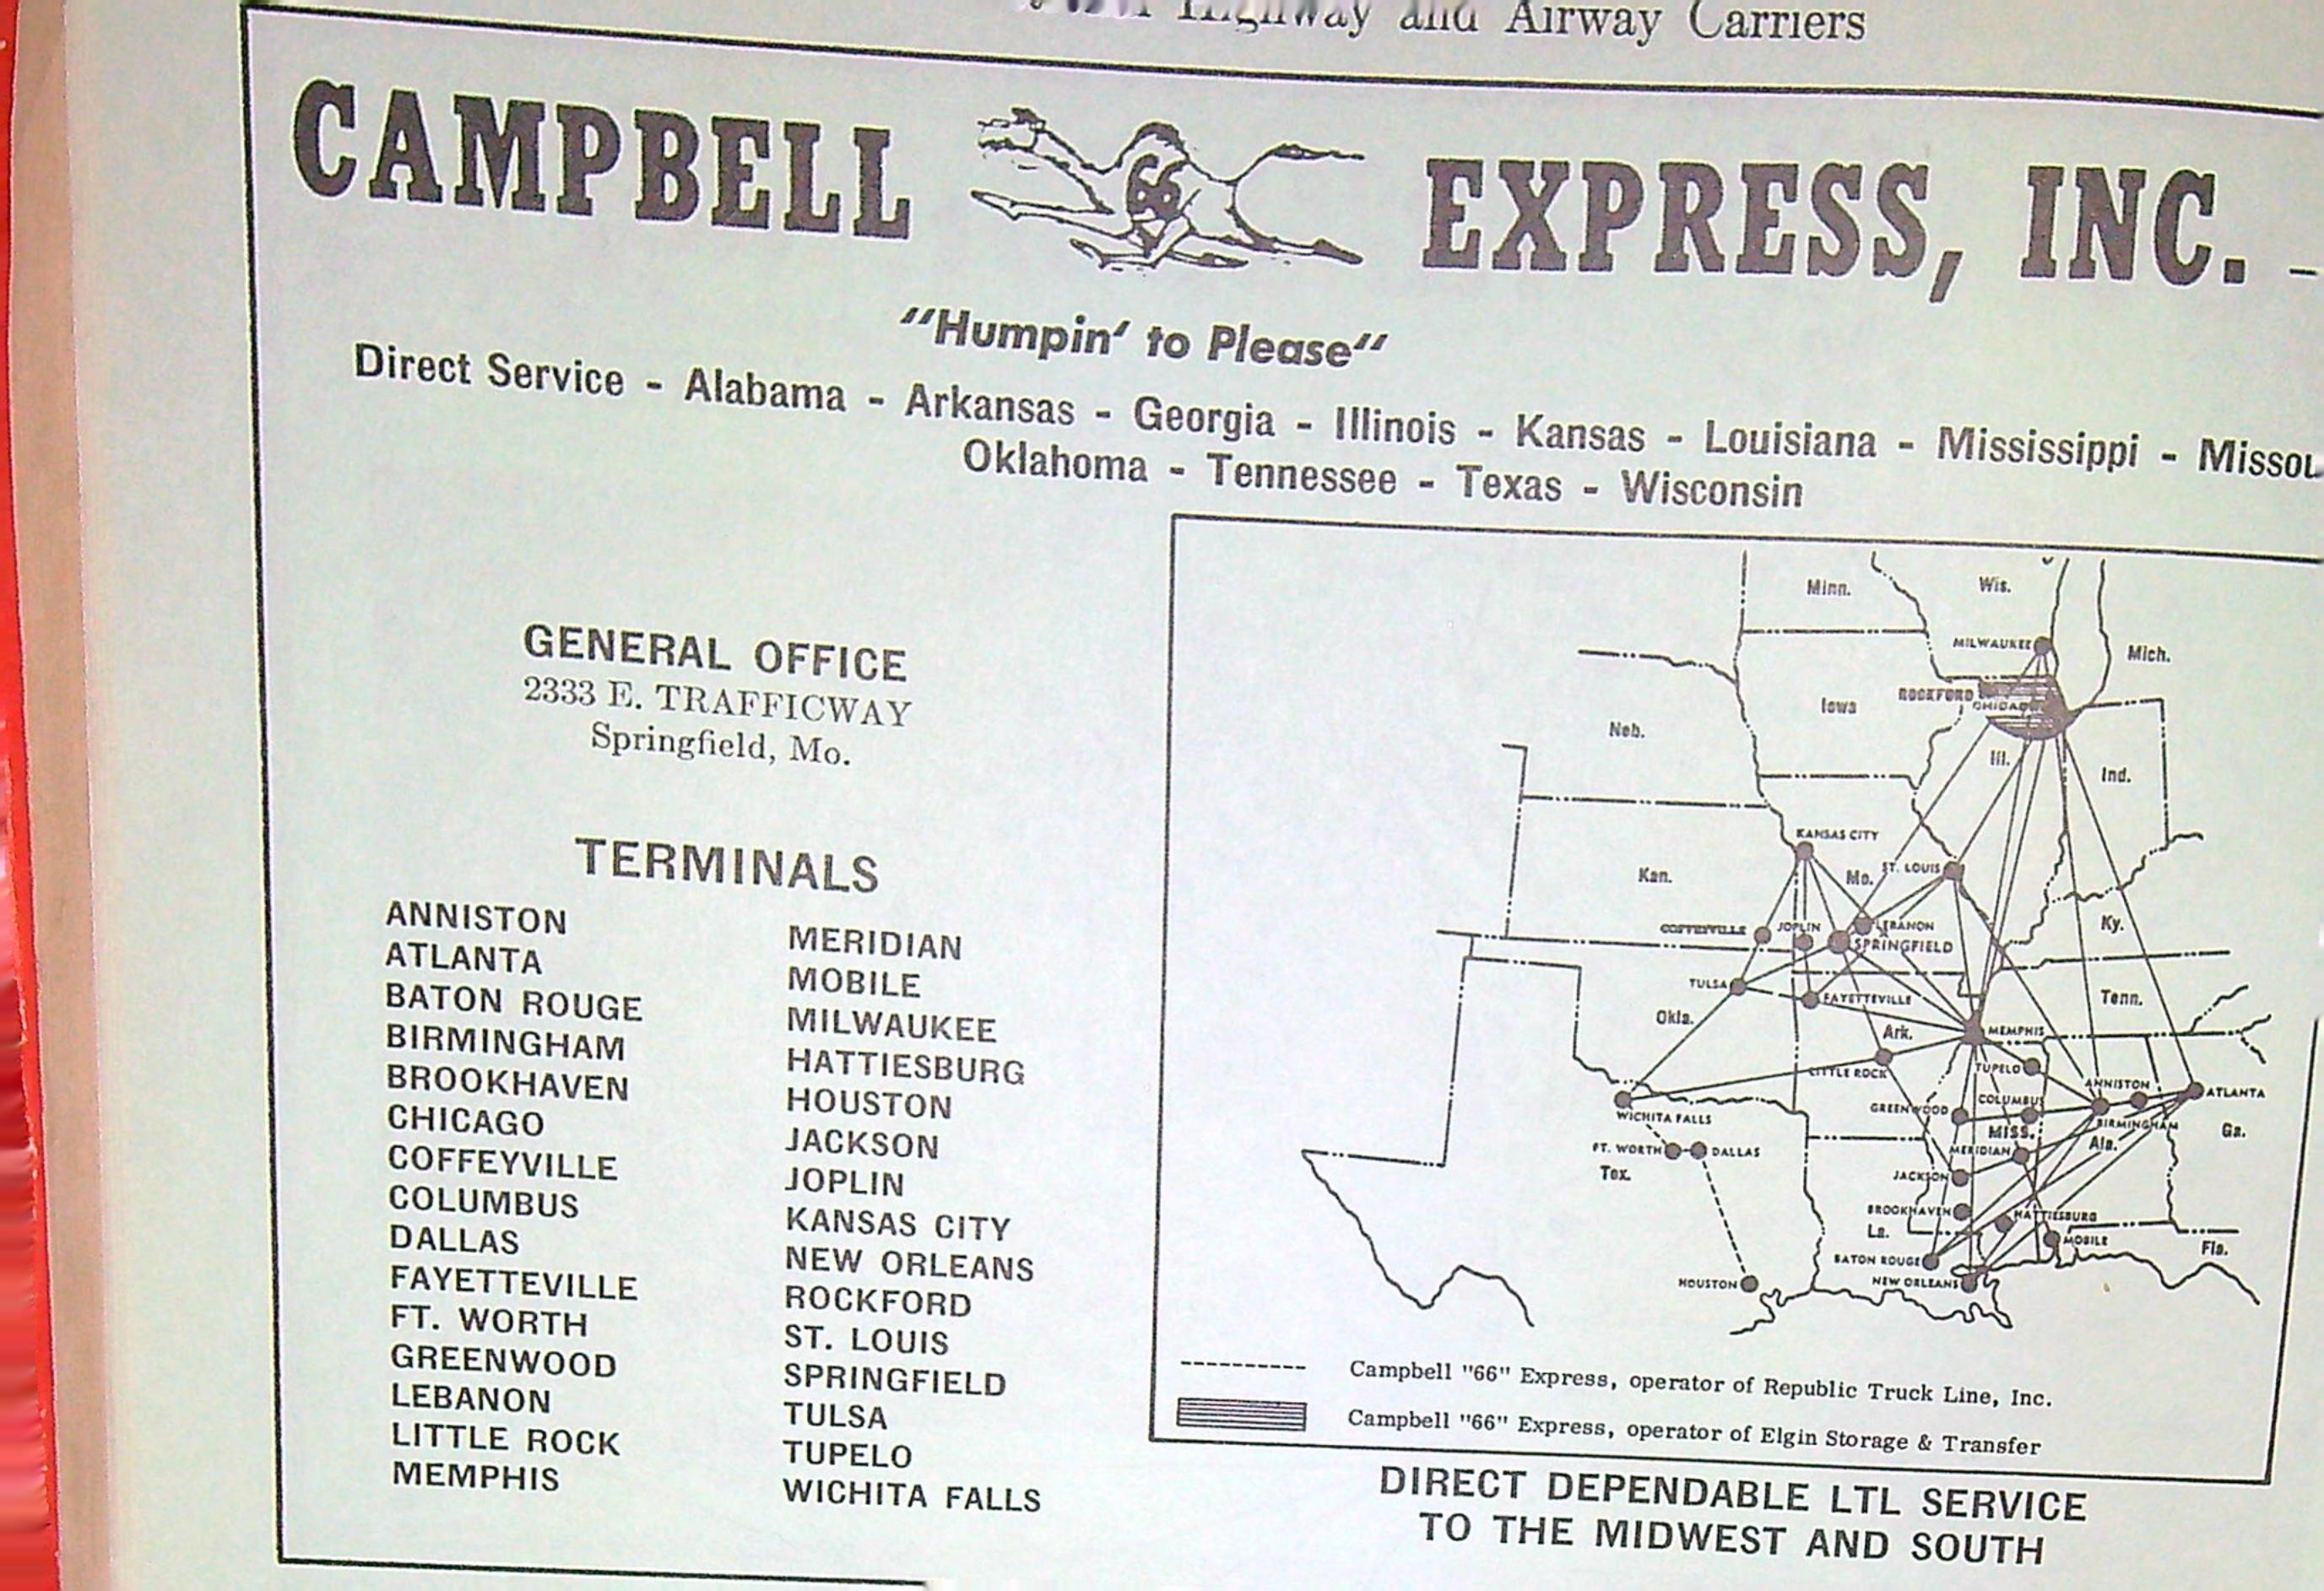 Highway and Airway Carriers
CAMPBELL 66 EXPRESS, INC. -
"Humpin' to Please"
Direct Service - Alabama - Arkansas - Georgia - Illinois - Kansas - Louisiana - Mississippi - Missou
Oklahoma - Tennessee - Texas - Wisconsin
GENERAL OFFICE
2333 E. TRAFFICWAY
Springfield, Mo.
TERMINALS
ANNISTON
ATLANTA
BATON ROUGE
BIRMINGHAM
BROOKHAVEN
CHICAGO
COFFEYVILLE
COLUMBUS
DALLAS
FAYETTEVILLE
FT. WORTH
GREENWOOD
LEBANON
LITTLE ROCK
MEMPHIS
MERIDIAN
MOBILE
MILWAUKEE
HATTIESBURG
HOUSTON
JACKSON
JOPLIN
KANSAS CITY
NEW ORLEANS
ROCKFORD
ST. LOUIS
SPRINGFIELD
TULSA
TUPELO
WICHITA FALLS
Minn.
Wis.
MILWAUKEE
Mich.
ROCKFORD
CHICAGO
Iowa
Neb.
Ill.
Ind.
KANSAS CITY
Kan.
Mo.
ST. LOUIS
COFFEYVILLE
JOPLIN
LEBANON
SPRINGFIELD
Ky.
TULSA
FAYETTEVILLE
Tenn.
Okla.
Ark.
MEMPHIS
LITTLE ROCK
TUPELO
ANNISTON
ATLANTA
WICHITA FALLS
GREENWOOD
COLUMBUS
BIRMINGHAM
MISS.
Ala.
Ga.
FT. WORTH
DALLAS
MERIDIAN
Tex.
JACKSON
BROOKHAVEN
HATTIESBURG
La.
MOBILE
Fla.
BATON ROUGE
HOUSTON
NEW ORLEANS
Campbell "66" Express, operator of Republic Truck Line, Inc.
Campbell "66" Express, operator of Elgin Storage & Transfer
DIRECT DEPENDABLE LTL SERVICE
TO THE MIDWEST AND SOUTH